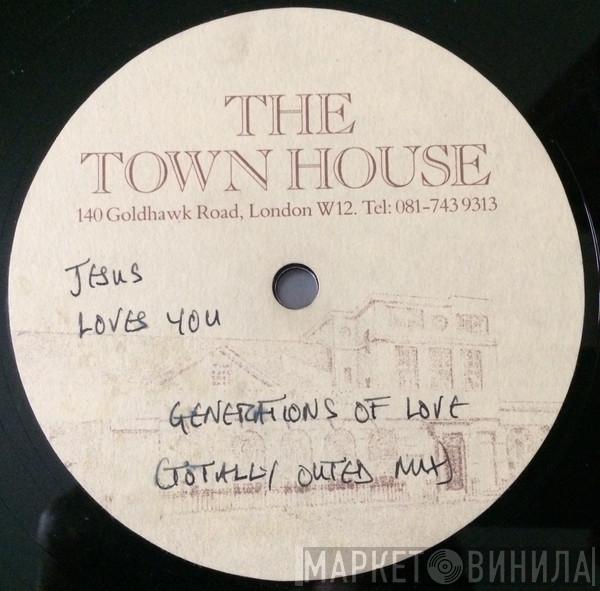 THE
TOWN HOUSE
140 Goldhawk Road, London W12. Tel: 081-743 9313
JESUS
LOVES YOU
GENERATIONS OF LOVE
(TOTALLY OUTED MIX)
МАРКЕТ ВИНИЛА